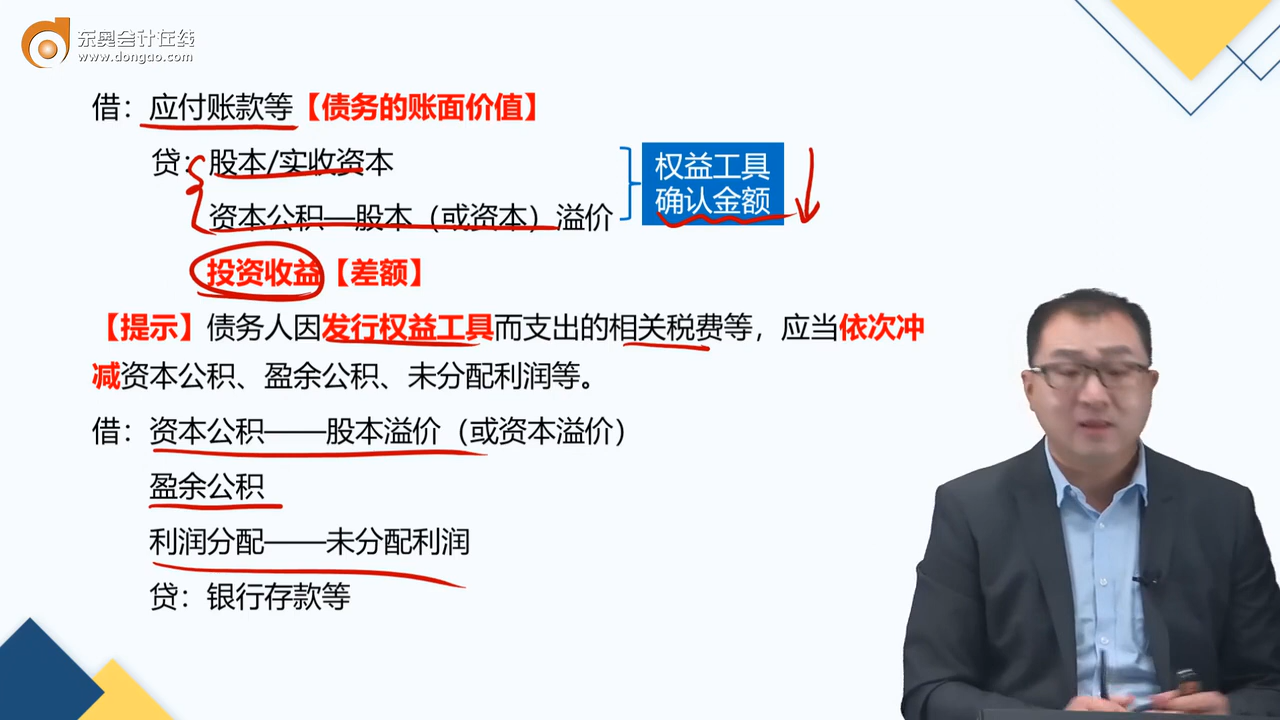 东奥会计在线
www.dongao.com
借：应付账款等【债务的账面价值】
贷：股本/实收资本
资本公积—股本（或资本）溢价
权益工具
确认金额
投资收益【差额】
【提示】债务人因发行权益工具而支出的相关税费等，应当依次冲
减资本公积、盈余公积、未分配利润等。
借：资本公积——股本溢价（或资本溢价）
盈余公积
利润分配——未分配利润
贷：银行存款等